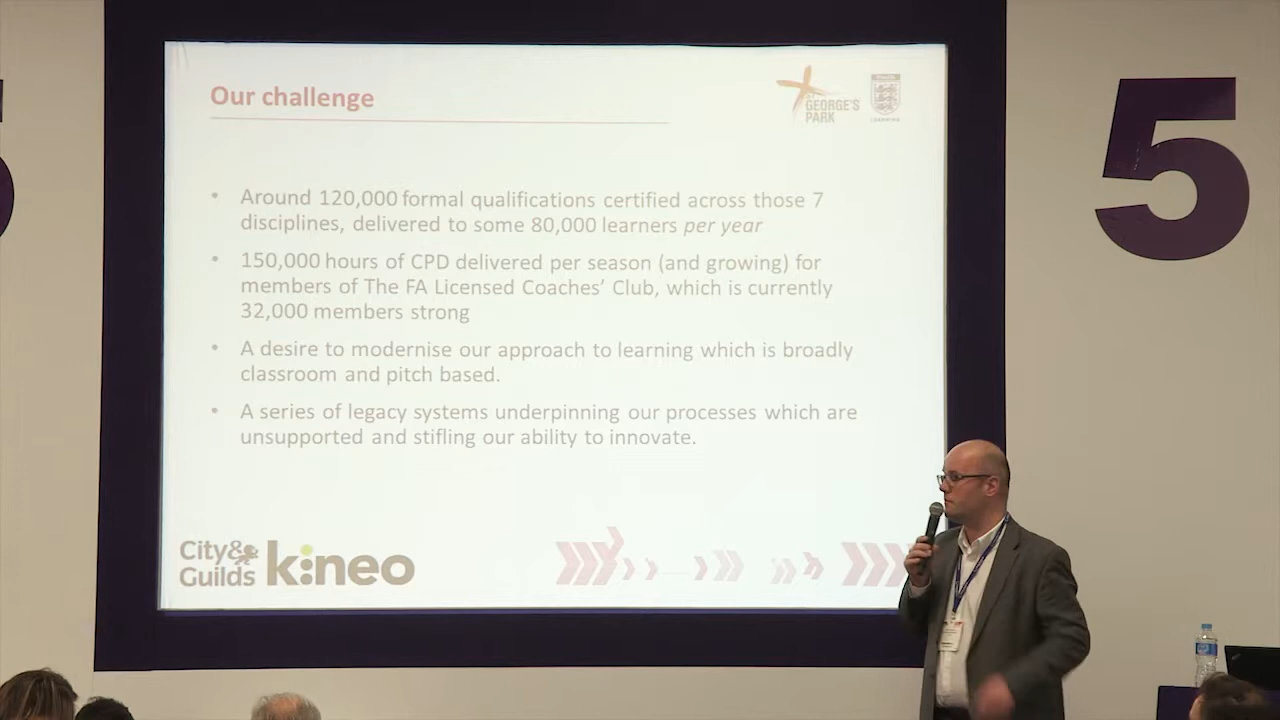 Our challenge
ST
GEORGE'S
PARK
LEARNING
• Around 120,000 formal qualifications certified across those 7
disciplines, delivered to some 80,000 learners per year
• 150,000 hours of CPD delivered per season (and growing) for
members of The FA Licensed Coaches' Club, which is currently
32,000 members strong
• A desire to modernise our approach to learning which is broadly
classroom and pitch based.
• A series of legacy systems underpinning our processes which are
unsupported and stifling our ability to innovate.
City&
Guilds
kineo
5